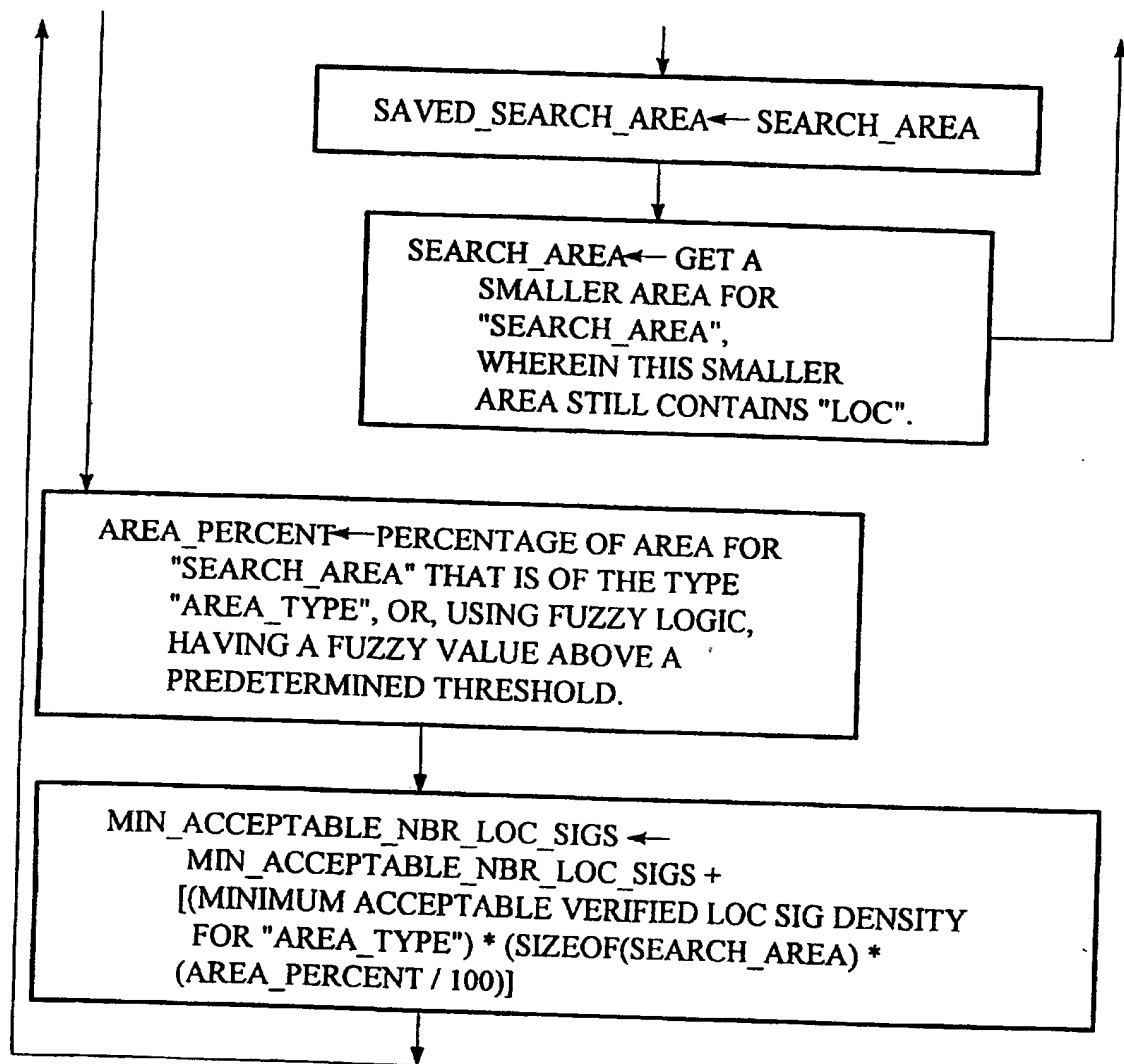 SAVED_SEARCH_AREA← SEARCH_AREA
SEARCH_AREA← GET A
SMALLER AREA FOR
"SEARCH_AREA",
WHEREIN THIS SMALLER
AREA STILL CONTAINS "LOC".
AREA_PERCENT←PERCENTAGE OF AREA FOR
"SEARCH_AREA" THAT IS OF THE TYPE
"AREA_TYPE", OR, USING FUZZY LOGIC,
HAVING A FUZZY VALUE ABOVE A
PREDETERMINED THRESHOLD.
MIN_ACCEPTABLE_NBR_LOC_SIGS ←
MIN_ACCEPTABLE_NBR_LOC_SIGS +
[(MINIMUM ACCEPTABLE VERIFIED LOC SIG DENSITY
FOR "AREA_TYPE") * (SIZEOF(SEARCH_AREA) *
(AREA_PERCENT / 100)]